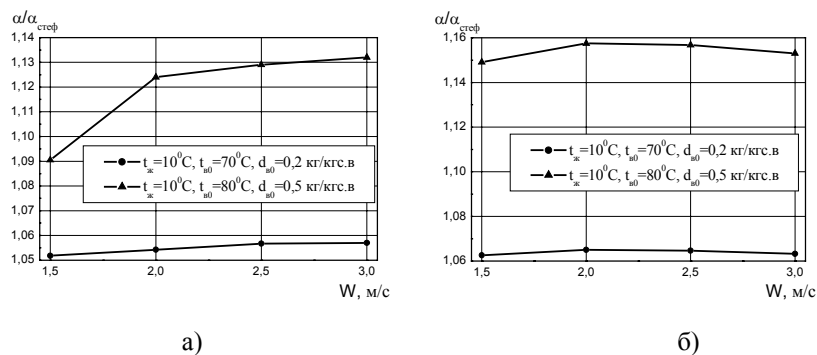 α/α стеф
1,14
1,13
1,12
1,11
1,10
1,09
1,08
1,07
1,06
1,05
tж=10⁰C, tв0=70⁰C, dв0=0,2 кг/кгс.в
tж=10⁰C, tв0=80⁰C, dв0=0,5 кг/кгс.в
1,5 2,0 2,5 3,0
W, м/с
а)
α/α стеф
1,16
1,14
1,12
1,10
1,08
1,06
tж=10⁰C, tв0=70⁰C, dв0=0,2 кг/кгс.в
tж=10⁰C, tв0=80⁰C, dв0=0,5 кг/кгс.в
1,5 2,0 2,5 3,0
W, м/с
б)